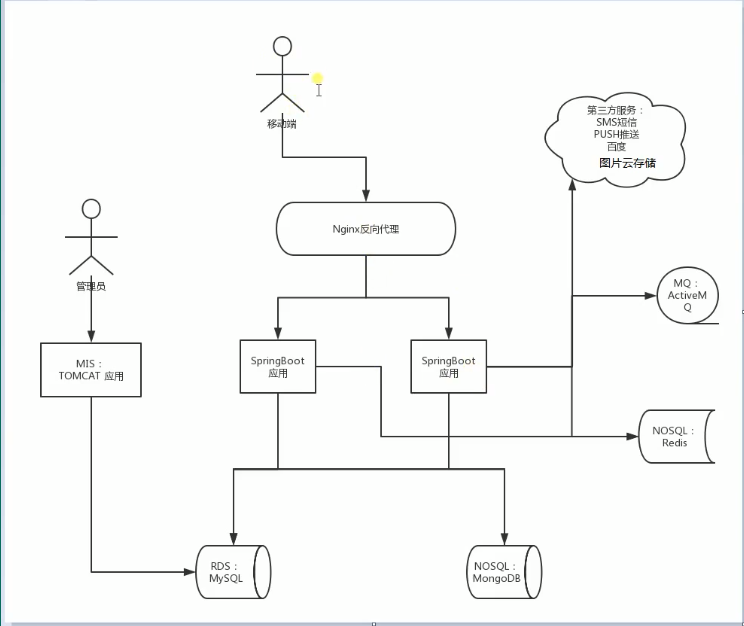 移动端
第三方服务：
SMS短信
PUSH推送
百度
图片云存储
Nginx反向代理
管理员
MQ：
ActiveM
Q
MIS：
TOMCAT 应用
SpringBoot
应用
SpringBoot
应用
NOSQL：
Redis
RDS：
MySQL
NOSQL：
MongoDB